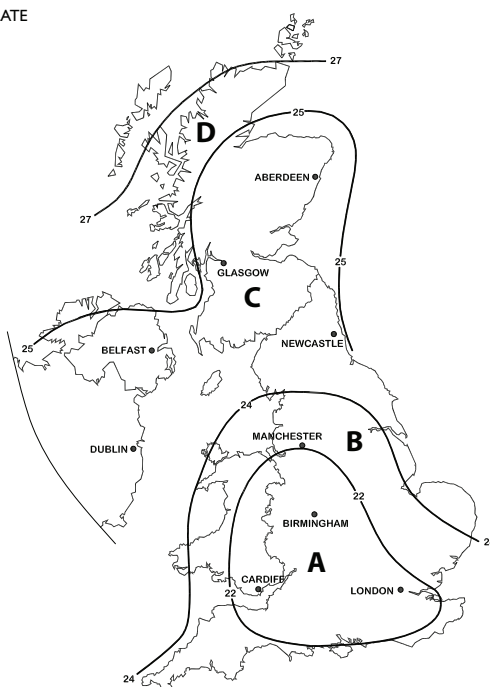 ATE
27
D
25
ABERDEEN
27
25
GLASGOW
C
25
NEWCASTLE
BELFAST
24
MANCHESTER
B
DUBLIN
22
BIRMINGHAM
2
A
CARDIFF
22
LONDON
24